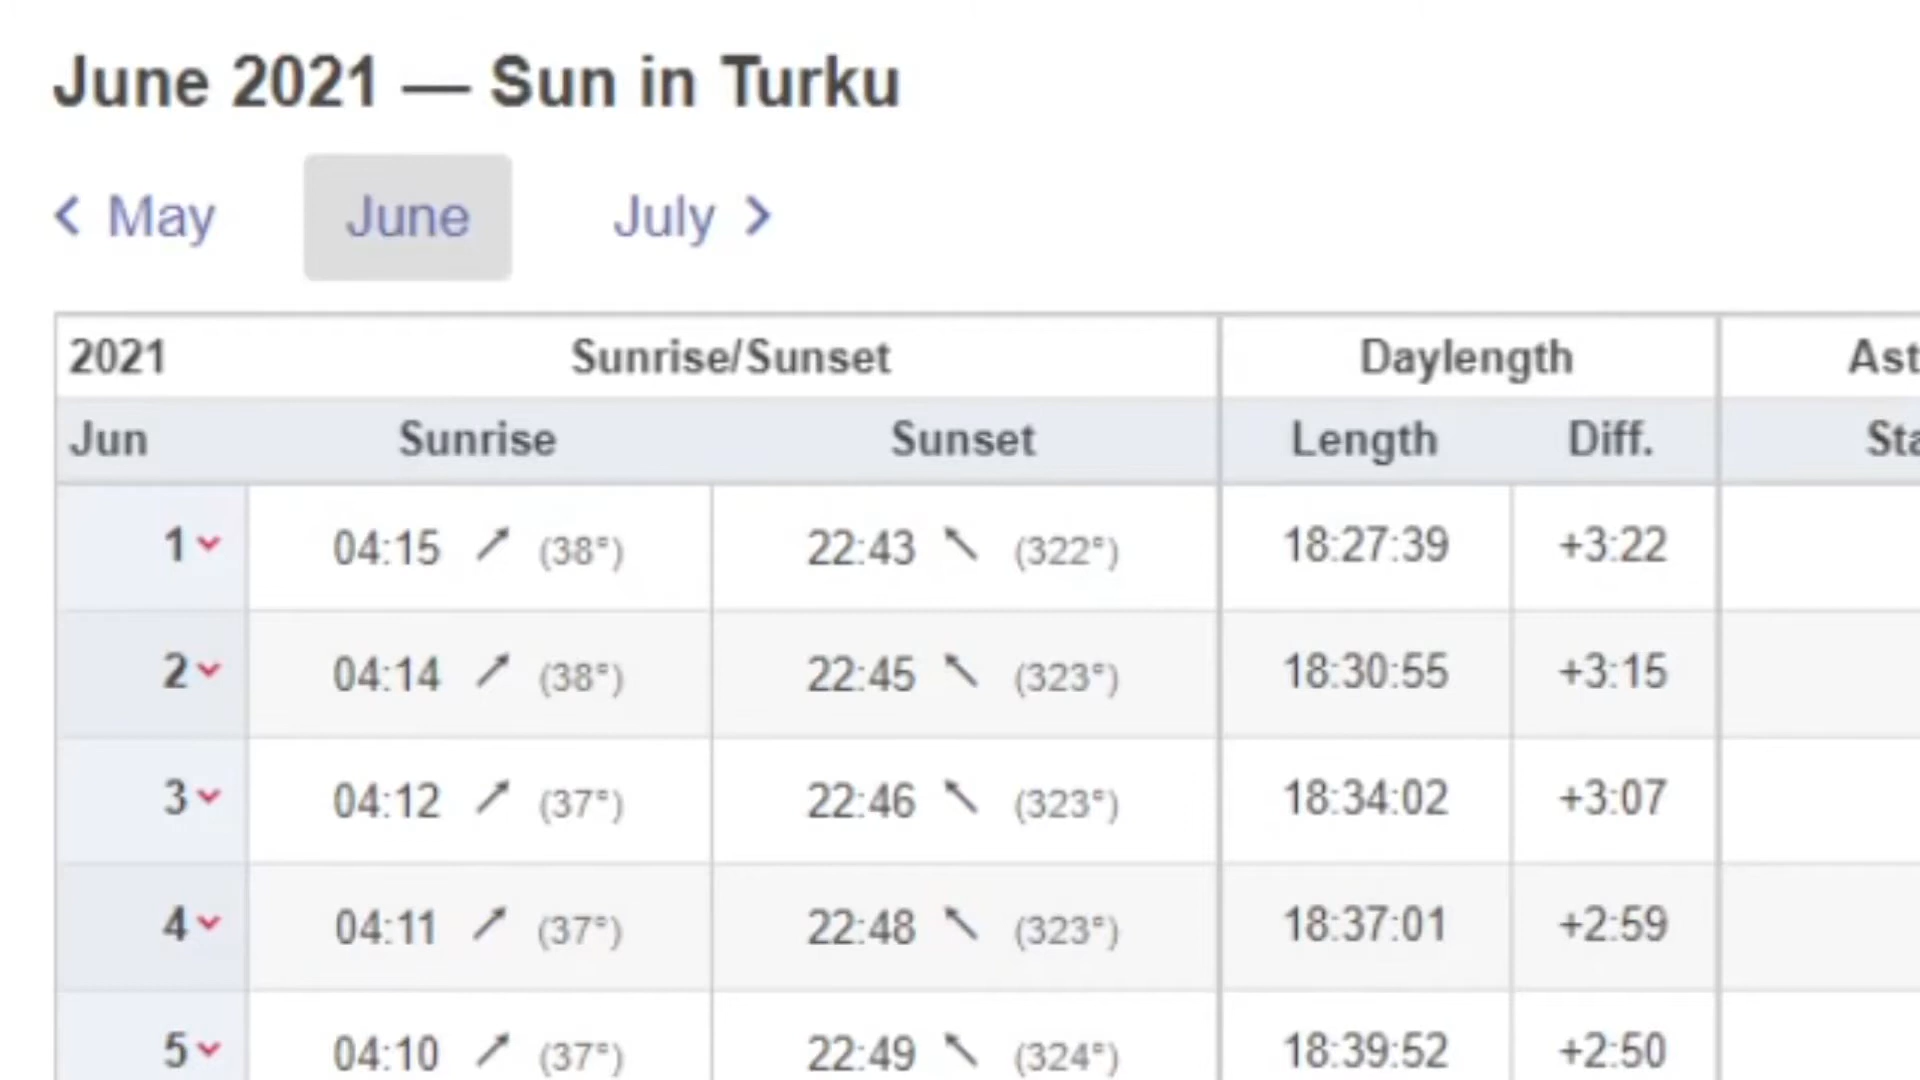 June 2021 — Sun in Turku
May June July
2021 Sunrise/Sunset Daylength Ast
Jun Sunrise Sunset Length Diff. Sta
1 04:15 (38°) 22:43 (322°) 18:27:39 +3:22
2 04:14 (38°) 22:45 (323°) 18:30:55 +3:15
3 04:12 (37°) 22:46 (323°) 18:34:02 +3:07
4 04:11 (37°) 22:48 (323°) 18:37:01 +2:59
5 04:10 (37°) 22:49 (324°) 18:39:52 +2:50